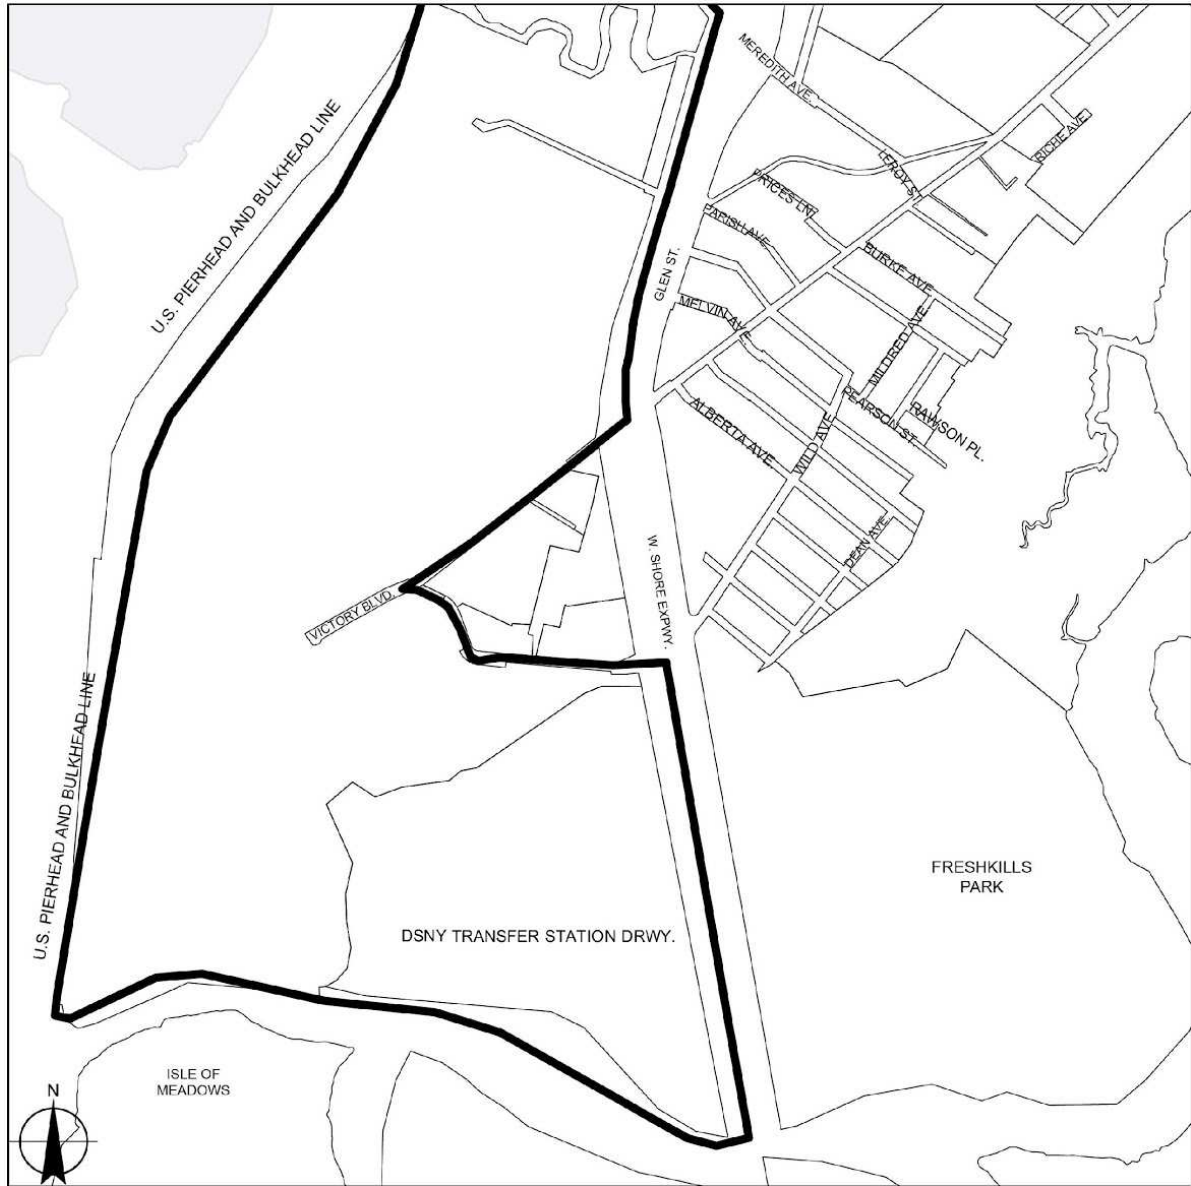 MEREDITH AVE.
U.S. PIERHEAD AND BULKHEAD LINE
RICHE AVE
LEROY S
PRICES LN.
PARISH AVE
BURKE AVE
GLEN ST.
MELVIN AVE.
MILDRED AVE
ALBERTA AVE
PEARSON ST.
RAWSON PL.
WILD AVE
DEAN AVE
W. SHORE EXPWY.
VICTORY BLVD.
U.S. PIERHEAD AND BULKHEAD LINE
FRESHKILLS
PARK
DSNY TRANSFER STATION DRWY.
ISLE OF
MEADOWS
N